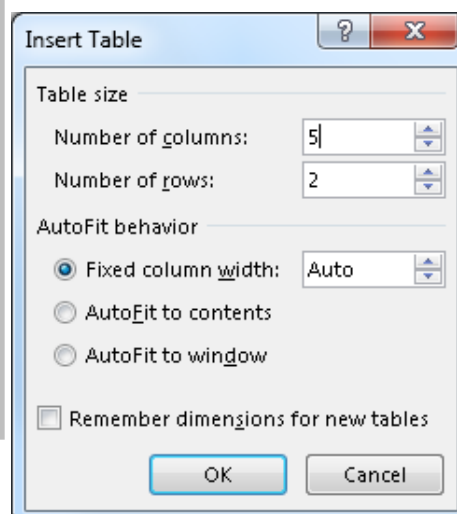 Insert Table
?
Table size
Number of columns: 5
Number of rows: 2
AutoFit behavior
Fixed column width: Auto
AutoFit to contents
AutoFit to window
Remember dimensions for new tables
OK Cancel